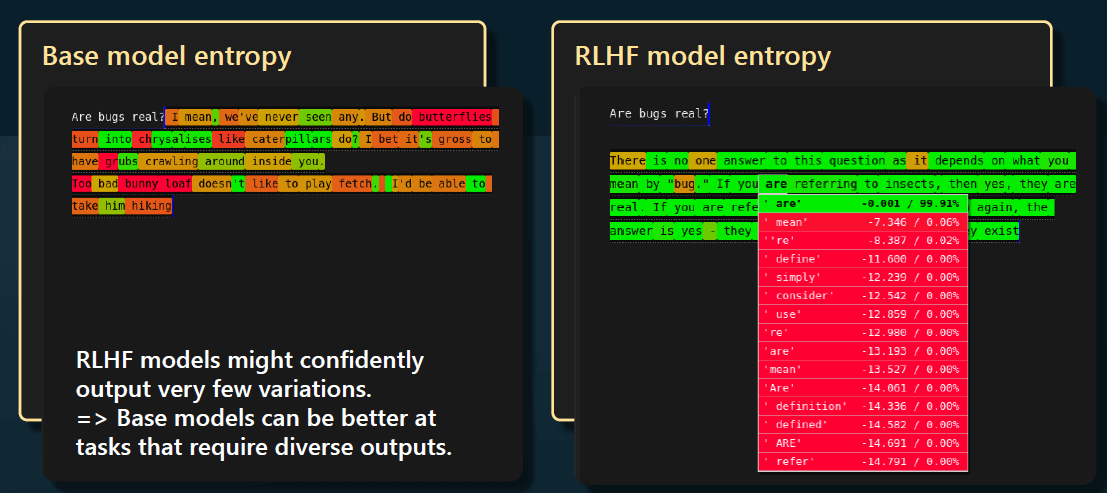 Base model entropy
Are bugs real? I mean, we've never seen any. But do butterflies
turn into chrysalises like caterpillars do? I bet it's gross to
have grubs crawling around inside you.
Too bad bunny loaf doesn't like to play fetch. I'd be able to
take him hiking
RLHF models might confidently
output very few variations.
=> Base models can be better at
tasks that require diverse outputs.
RLHF model entropy
Are bugs real?
There is no one answer to this question as it depends on what you
mean by "bug." If you are referring to insects, then yes, they are
real. If you are refe again, the
answer is yes - they ey exist
' are' -0.001 / 99.91%
' mean' -7.346 / 0.06%
''re' -8.387 / 0.02%
' define' -11.600 / 0.00%
' simply' -12.239 / 0.00%
' consider' -12.542 / 0.00%
' use' -12.859 / 0.00%
're' -12.980 / 0.00%
'are' -13.193 / 0.00%
'mean' -13.527 / 0.00%
'Are' -14.061 / 0.00%
' definition' -14.336 / 0.00%
' defined' -14.582 / 0.00%
' ARE' -14.691 / 0.00%
' refer' -14.791 / 0.00%